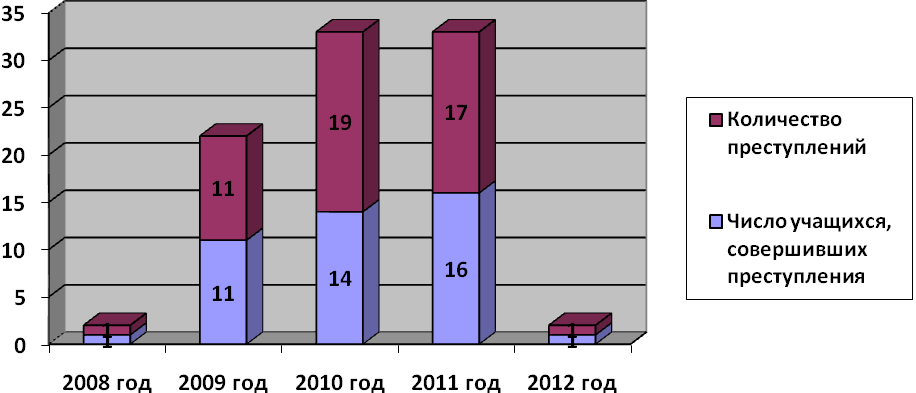 35
30
25
20
15
10
5
0
19
17
11
11
14
16
1
1
1
1
2008 год
2009 год
2010 год
2011 год
2012 год
Количество
преступлений
Число учащихся,
совершивших
преступления